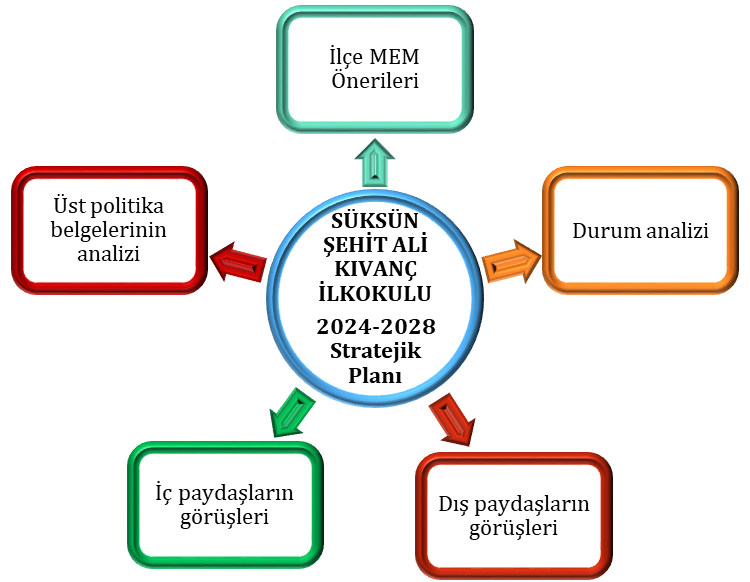 İlçe MEM
Önerileri
Üst politika
belgelerinin
analizi
SÜKSÜN
ŞEHİT ALİ
KIVANÇ
İLKOKULU
2024-2028
Stratejik
Planı
Durum analizi
İç paydaşların
görüşleri
Dış paydaşların
görüşleri